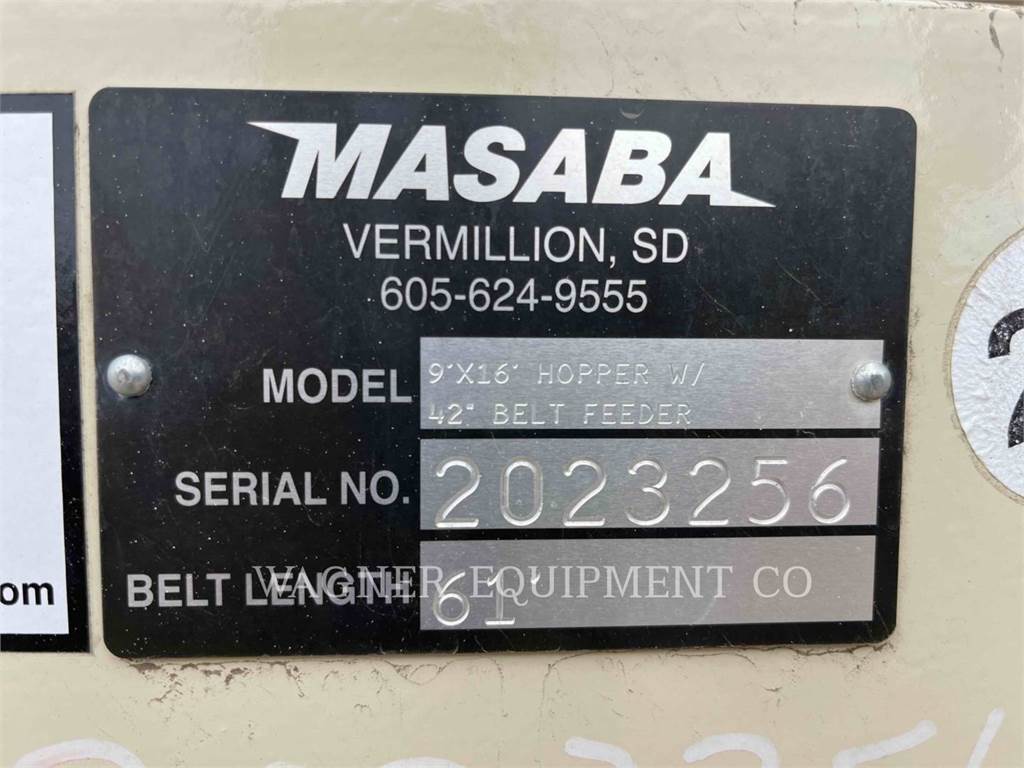 MASABA
VERMILLION, SD
605-624-9555
MODEL 9'X16' HOPPER W/
42" BELT FEEDER
SERIAL NO. 2023256
BELT LENGTH 61'
WAGNER EQUIPMENT CO
om